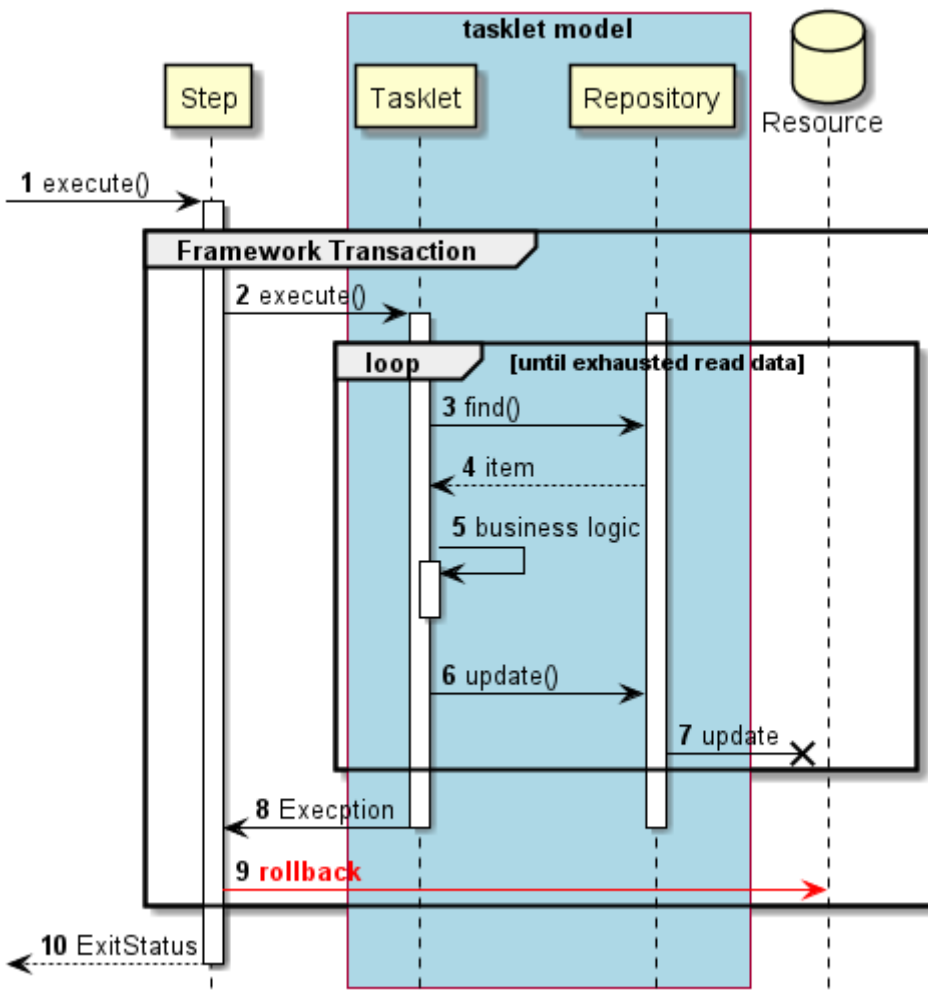 tasklet model
Step
Tasklet
Repository
Resource
1 execute()
Framework Transaction
2 execute()
loop [until exhausted read data]
3 find()
4 item
5 business logic
6 update()
7 update
8 Execption
9 rollback
10 ExitStatus